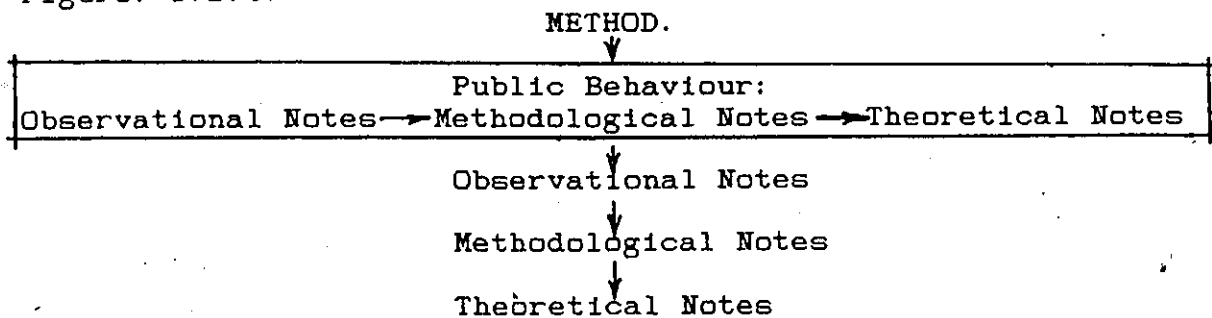 METHOD.
Public Behaviour:
Observational Notes → Methodological Notes → Theoretical Notes
Observational Notes
Methodological Notes
Theoretical Notes